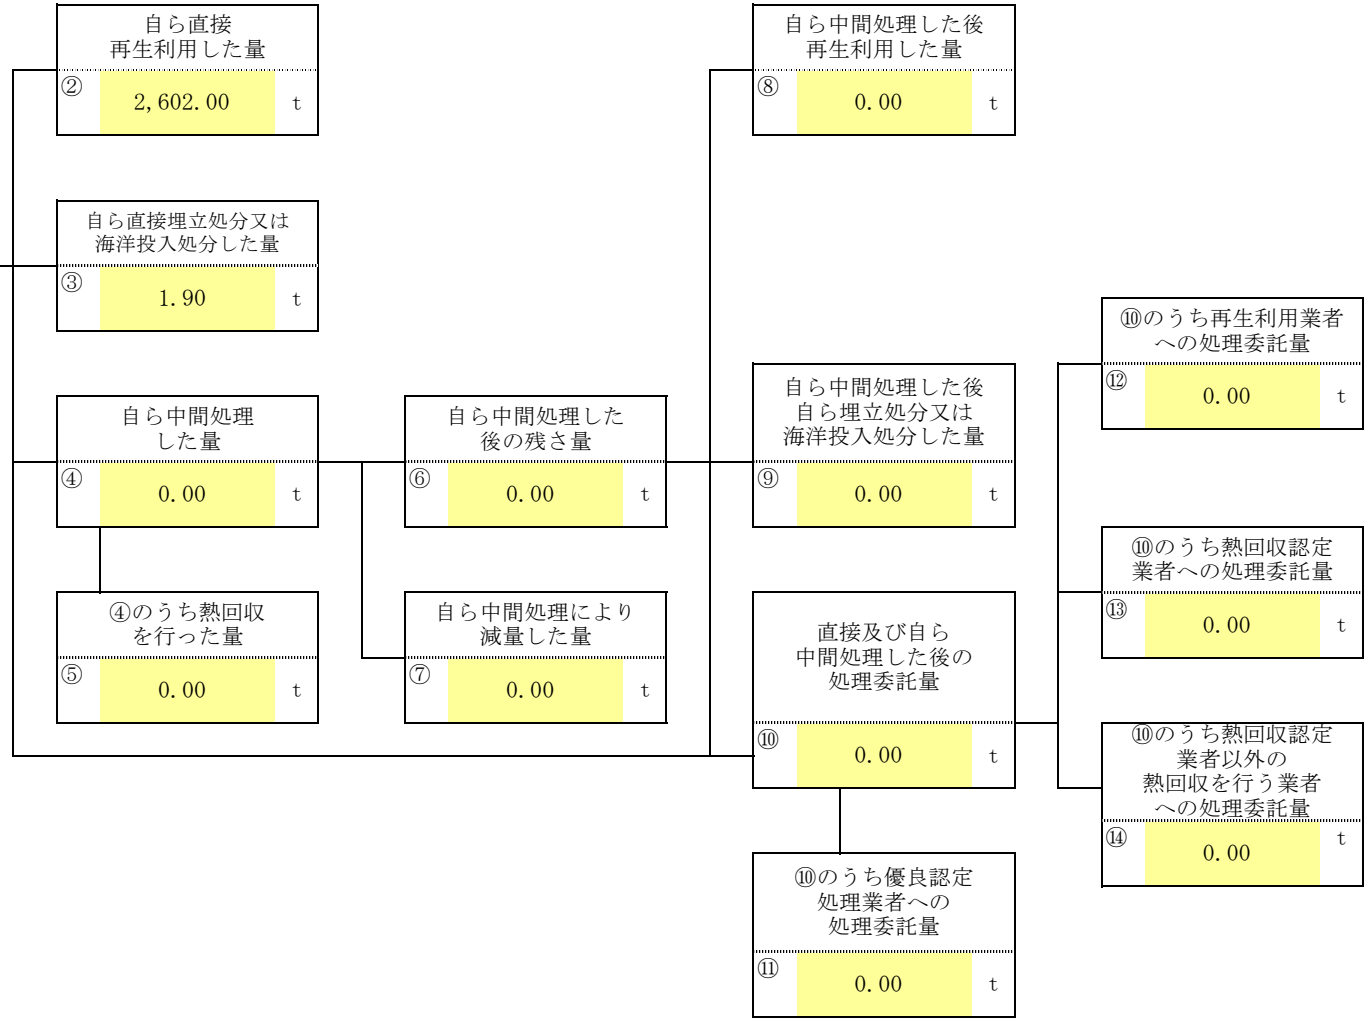 自ら直接
再生利用した量
② 2,602.00 t
自ら中間処理した後
再生利用した量
⑧ 0.00 t
自ら直接埋立処分又は
海洋投入処分した量
③ 1.90 t
⑩のうち再生利用業者
への処理委託量
⑫ 0.00 t
自ら中間処理
した量
④ 0.00 t
自ら中間処理した
後の残さ量
⑥ 0.00 t
自ら中間処理した後
自ら埋立処分又は
海洋投入処分した量
⑨ 0.00 t
⑩のうち熱回収認定
業者への処理委託量
⑬ 0.00 t
④のうち熱回収
を行った量
⑤ 0.00 t
自ら中間処理により
減量した量
⑦ 0.00 t
直接及び自ら
中間処理した後の
処理委託量
⑩ 0.00 t
⑩のうち熱回収認定
業者以外の
熱回収を行う業者
への処理委託量
⑭ 0.00 t
⑩のうち優良認定
処理業者への
処理委託量
⑪ 0.00 t